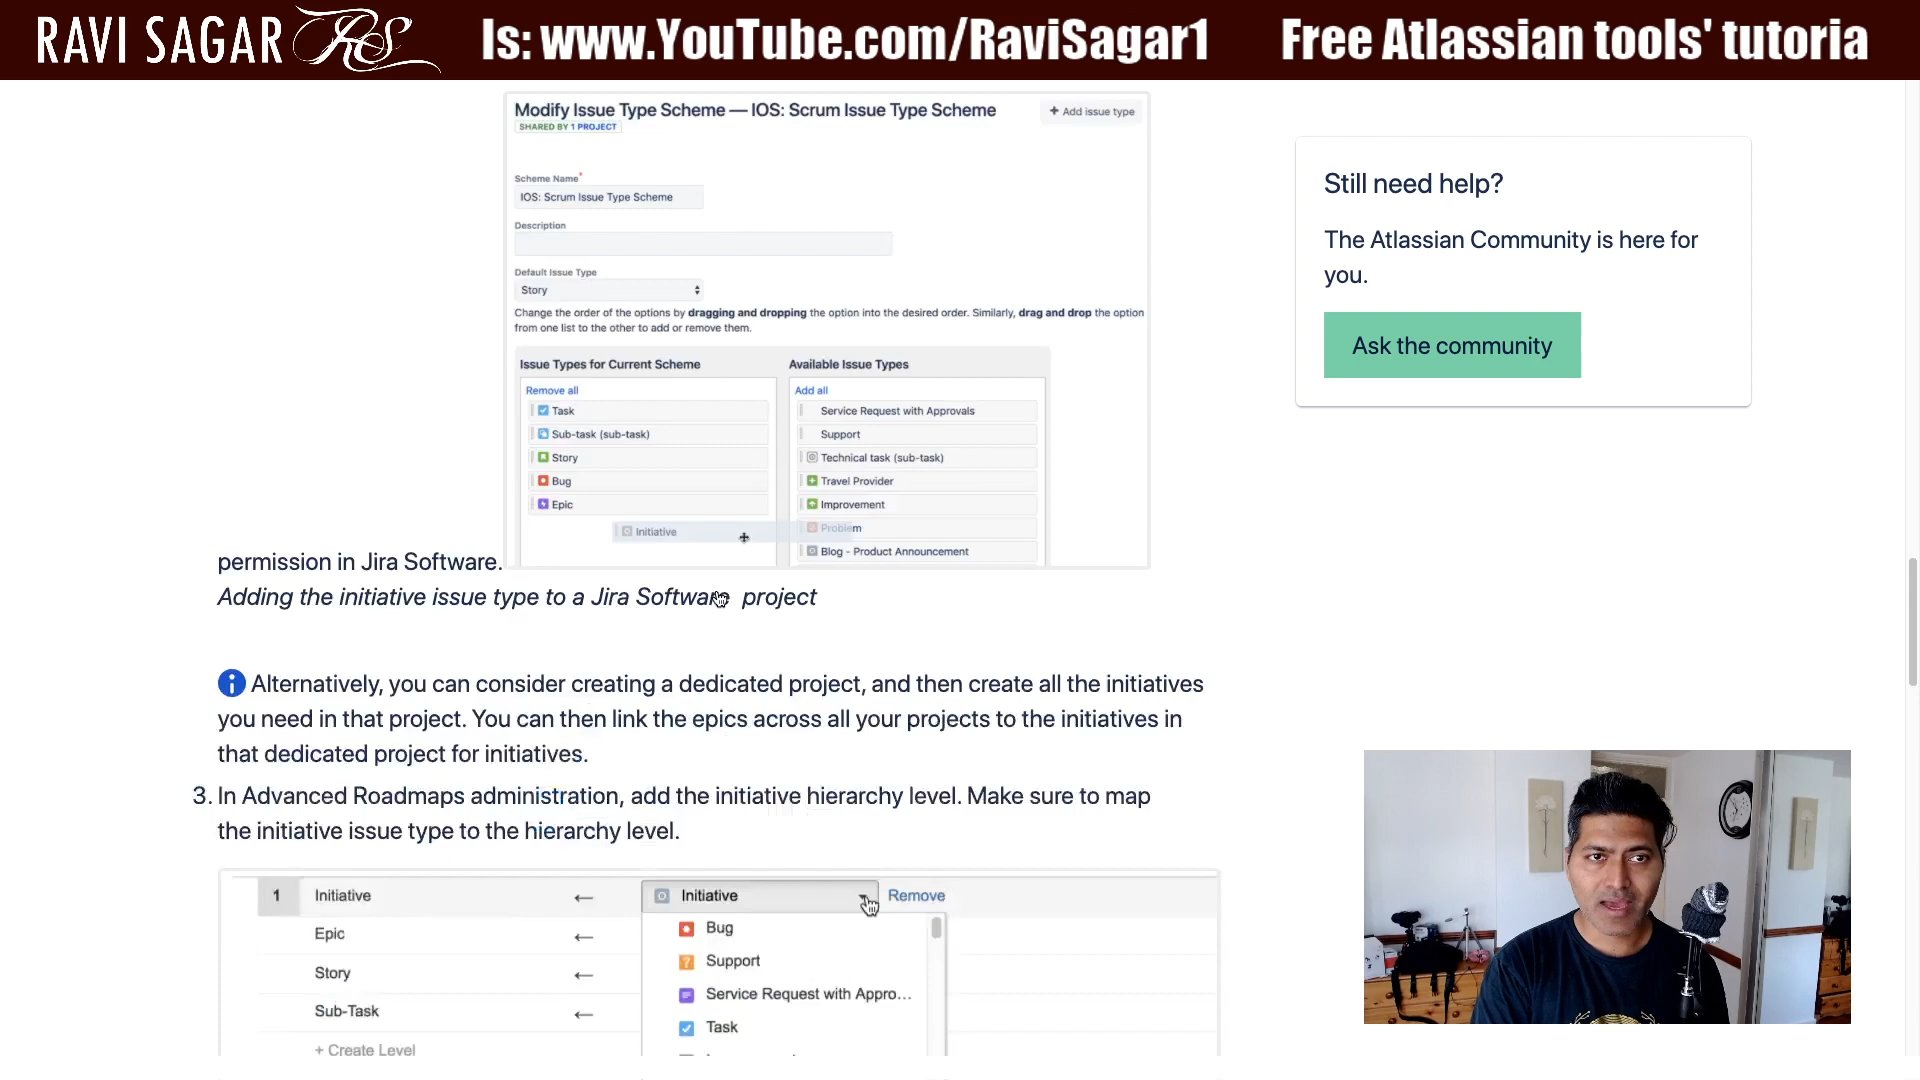 RAVI SAGAR RS ls: www.YouTube.com/RaviSagar1 Free Atlassian tools' tutoria
Modify Issue Type Scheme — IOS: Scrum Issue Type Scheme
+ Add issue type
SHARED BY 1 PROJECT
Scheme Name*
IOS: Scrum Issue Type Scheme
Description
Default Issue Type
Story
Change the order of the options by dragging and dropping the option into the desired order. Similarly, drag and drop the option
from one list to the other to add or remove them.
Issue Types for Current Scheme
Remove all
Task
Sub-task (sub-task)
Story
Bug
Epic
Initiative
Available Issue Types
Add all
Service Request with Approvals
Support
Technical task (sub-task)
Travel Provider
Improvement
Problem
Blog - Product Announcement
permission in Jira Software.
Adding the initiative issue type to a Jira Software project
Alternatively, you can consider creating a dedicated project, and then create all the initiatives
you need in that project. You can then link the epics across all your projects to the initiatives in
that dedicated project for initiatives.
3. In Advanced Roadmaps administration, add the initiative hierarchy level. Make sure to map
the initiative issue type to the hierarchy level.
1 Initiative ← Initiative Remove
Epic ←
Story ←
Sub-Task ←
+ Create Level
Bug
Support
Service Request with Appro...
Task
Still need help?
The Atlassian Community is here for
you.
Ask the community